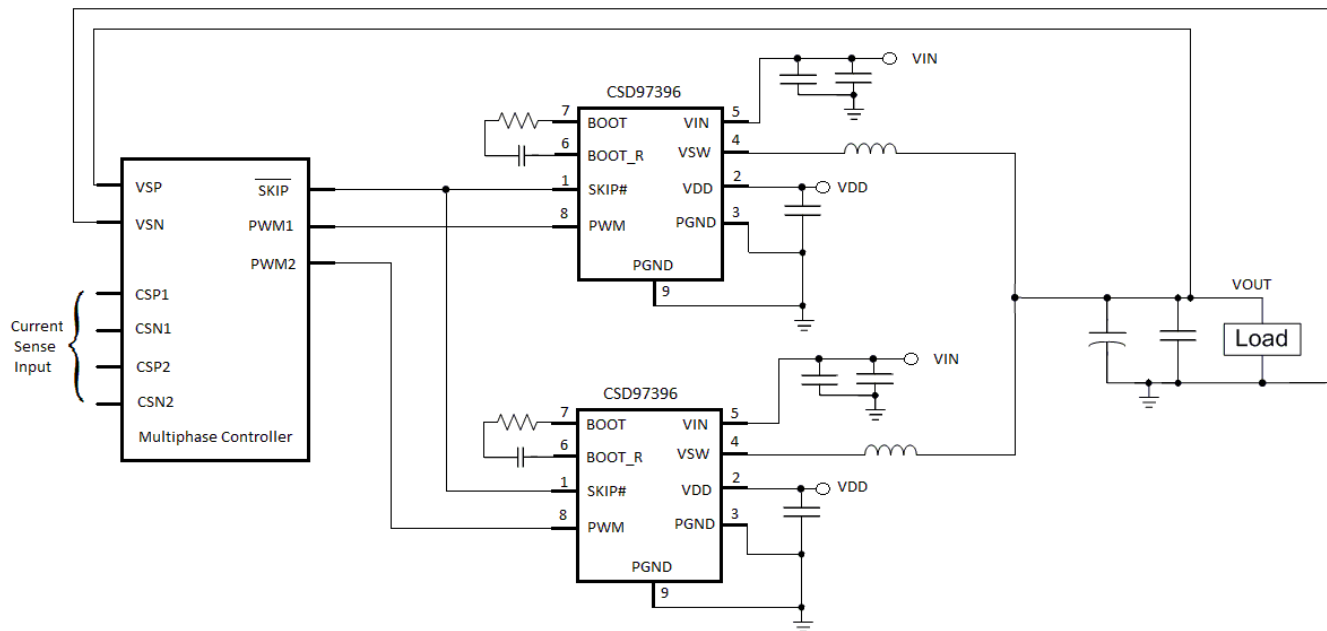 VIN
CSD97396
7
BOOT
VIN
5
6
BOOT_R
VSW
4
VSP
SKIP
1
SKIP#
VDD
2
VDD
VSN
PWM1
8
PWM
PGND
3
PWM2
PGND
9
CSP1
VOUT
Current
Sense
Input
CSN1
Load
CSP2
VIN
CSN2
CSD97396
Multiphase Controller
7
BOOT
VIN
5
6
BOOT_R
VSW
4
1
SKIP#
VDD
2
VDD
8
PWM
PGND
3
PGND
9